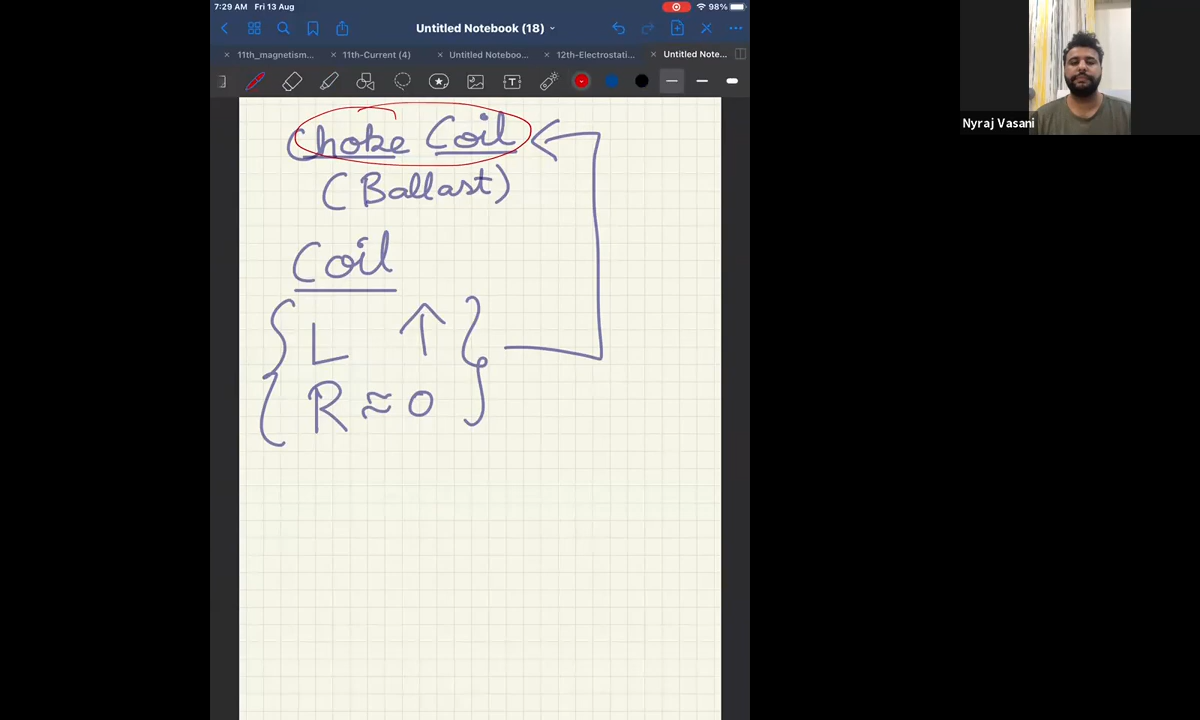 7:29 AM Fri 13 Aug
98%
Untitled Notebook (18)
11th_magnetism...
11th-Current (4)
Untitled Noteboo...
12th-Electrostati...
Untitled Note...
Nyraj Vasani
Choke Coil
(Ballast)
Coil
L ↑
R ≈ 0